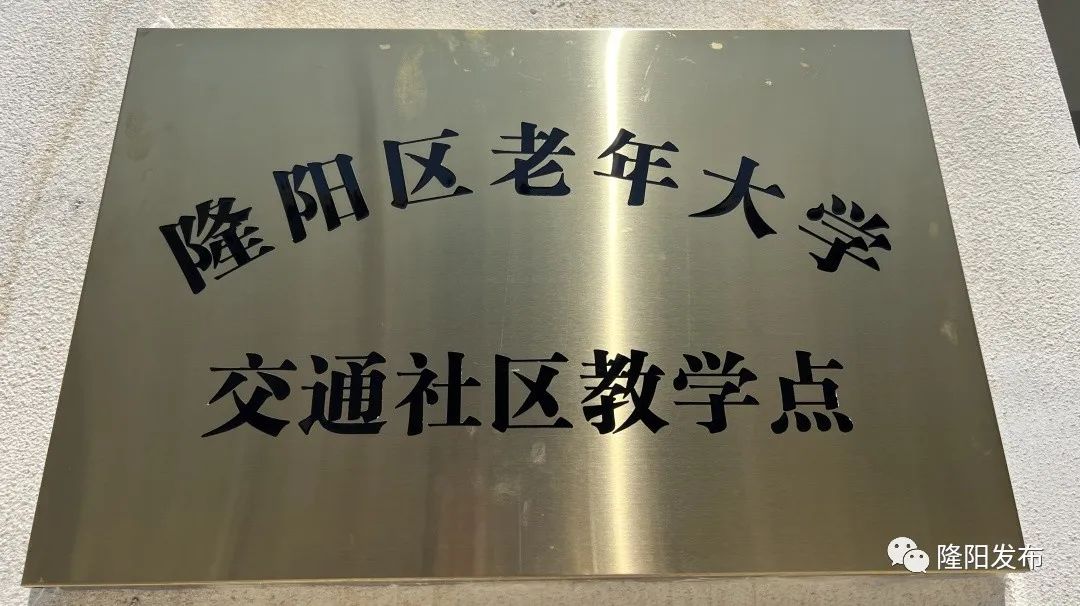 隆阳区老年大学
交通社区教学点
隆阳发布